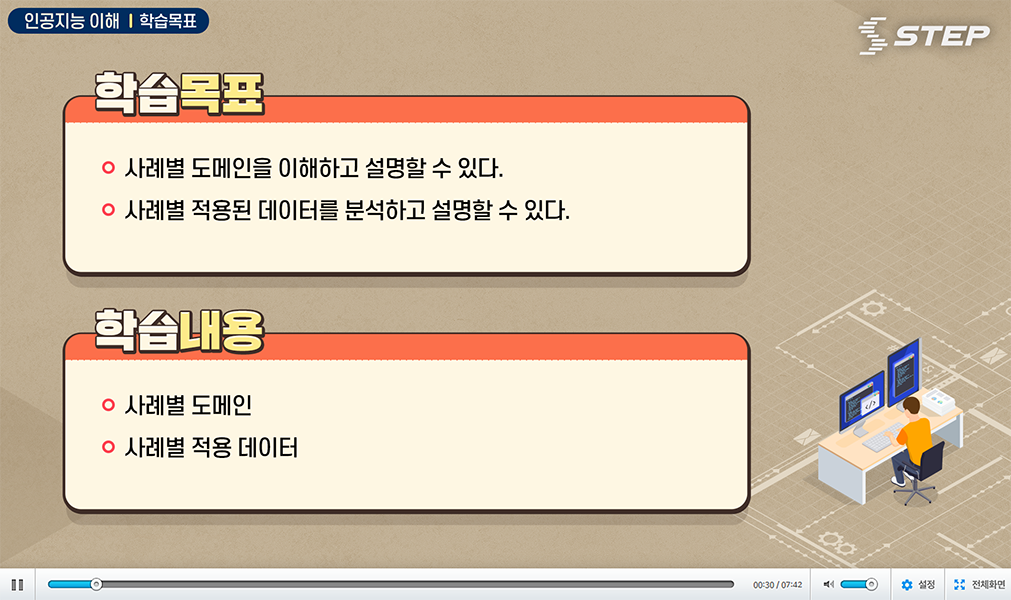 인공지능 이해 | 학습목표
STEP
학습목표
사례별 도메인을 이해하고 설명할 수 있다.
사례별 적용된 데이터를 분석하고 설명할 수 있다.
학습내용
사례별 도메인
사례별 적용 데이터
00:30 / 07:42
설정
전체화면